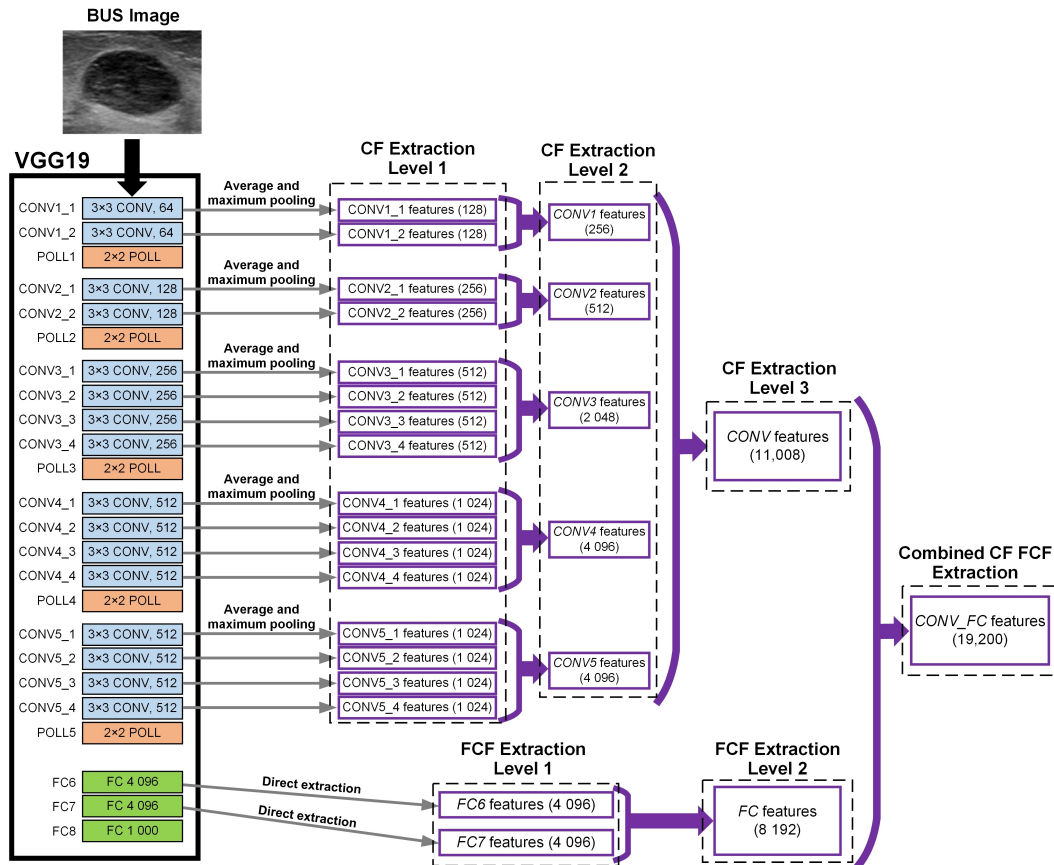 BUS Image
VGG19
CONV1_1
3×3 CONV, 64
CONV1_2
3×3 CONV, 64
POLL1
2×2 POLL
CONV2_1
3×3 CONV, 128
CONV2_2
3×3 CONV, 128
POLL2
2×2 POLL
CONV3_1
3×3 CONV, 256
CONV3_2
3×3 CONV, 256
CONV3_3
3×3 CONV, 256
CONV3_4
3×3 CONV, 256
POLL3
2×2 POLL
CONV4_1
3×3 CONV, 512
CONV4_2
3×3 CONV, 512
CONV4_3
3×3 CONV, 512
CONV4_4
3×3 CONV, 512
POLL4
2×2 POLL
CONV5_1
3×3 CONV, 512
CONV5_2
3×3 CONV, 512
CONV5_3
3×3 CONV, 512
CONV5_4
3×3 CONV, 512
POLL5
2×2 POLL
FC6
FC 4 096
FC7
FC 4 096
FC8
FC 1 000
Average and
maximum pooling
Average and
maximum pooling
Average and
maximum pooling
Average and
maximum pooling
Average and
maximum pooling
Direct extraction
Direct extraction
CF Extraction
Level 1
CONV1_1 features (128)
CONV1_2 features (128)
CONV2_1 features (256)
CONV2_2 features (256)
CONV3_1 features (512)
CONV3_2 features (512)
CONV3_3 features (512)
CONV3_4 features (512)
CONV4_1 features (1 024)
CONV4_2 features (1 024)
CONV4_3 features (1 024)
CONV4_4 features (1 024)
CONV5_1 features (1 024)
CONV5_2 features (1 024)
CONV5_3 features (1 024)
CONV5_4 features (1 024)
CF Extraction
Level 2
CONV1 features
(256)
CONV2 features
(512)
CONV3 features
(2 048)
CONV4 features
(4 096)
CONV5 features
(4 096)
CF Extraction
Level 3
CONV features
(11,008)
FCF Extraction
Level 1
FC6 features (4 096)
FC7 features (4 096)
FCF Extraction
Level 2
FC features
(8 192)
Combined CF FCF
Extraction
CONV_FC features
(19,200)